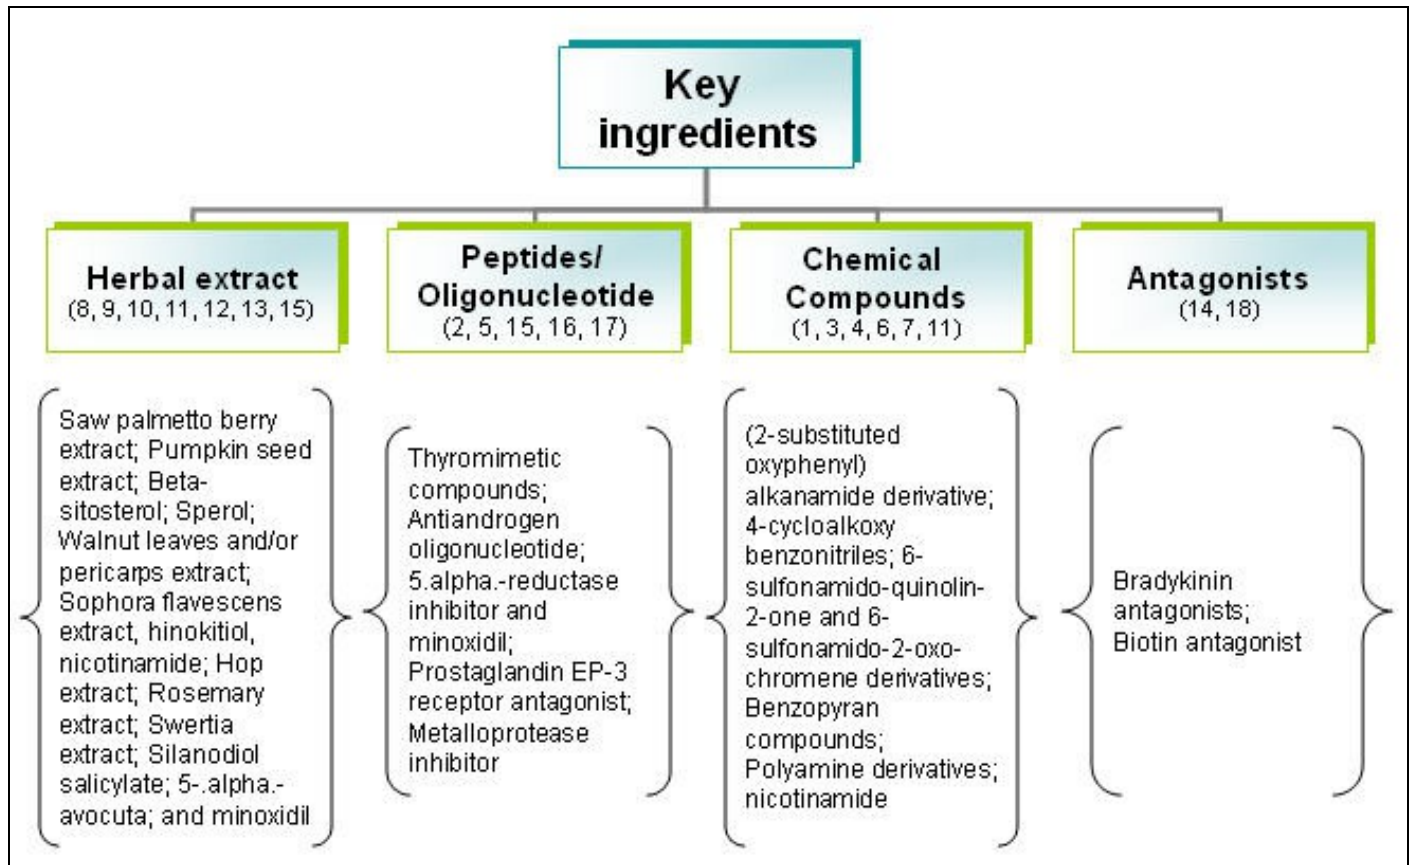 Key
ingredients
Herbal extract
(8, 9, 10, 11, 12, 13, 15)
Peptides/
Oligonucleotide
(2, 5, 15, 16, 17)
Chemical
Compounds
(1, 3, 4, 6, 7, 11)
Antagonists
(14, 18)
Saw palmetto berry
extract; Pumpkin seed
extract; Beta-
sitosterol; Sperol;
Walnut leaves and/or
pericarps extract;
Sophora flavescens
extract, hinokitiol,
nicotinamide; Hop
extract; Rosemary
extract; Swertia
extract; Silanodiol
salicylate; 5-.alpha.-
avocuta; and minoxidil
Thyromimetic
compounds;
Antiandrogen
oligonucleotide;
5.alpha.-reductase
inhibitor and
minoxidil;
Prostaglandin EP-3
receptor antagonist;
Metalloprotease
inhibitor
(2-substituted
oxyphenyl)
alkanamide derivative;
4-cycloalkoxy
benzonitriles; 6-
sulfonamido-quinolin-
2-one and 6-
sulfonamido-2-oxo-
chromene derivatives;
Benzopyran
compounds;
Polyamine derivatives;
nicotinamide
Bradykinin
antagonists;
Biotin antagonist